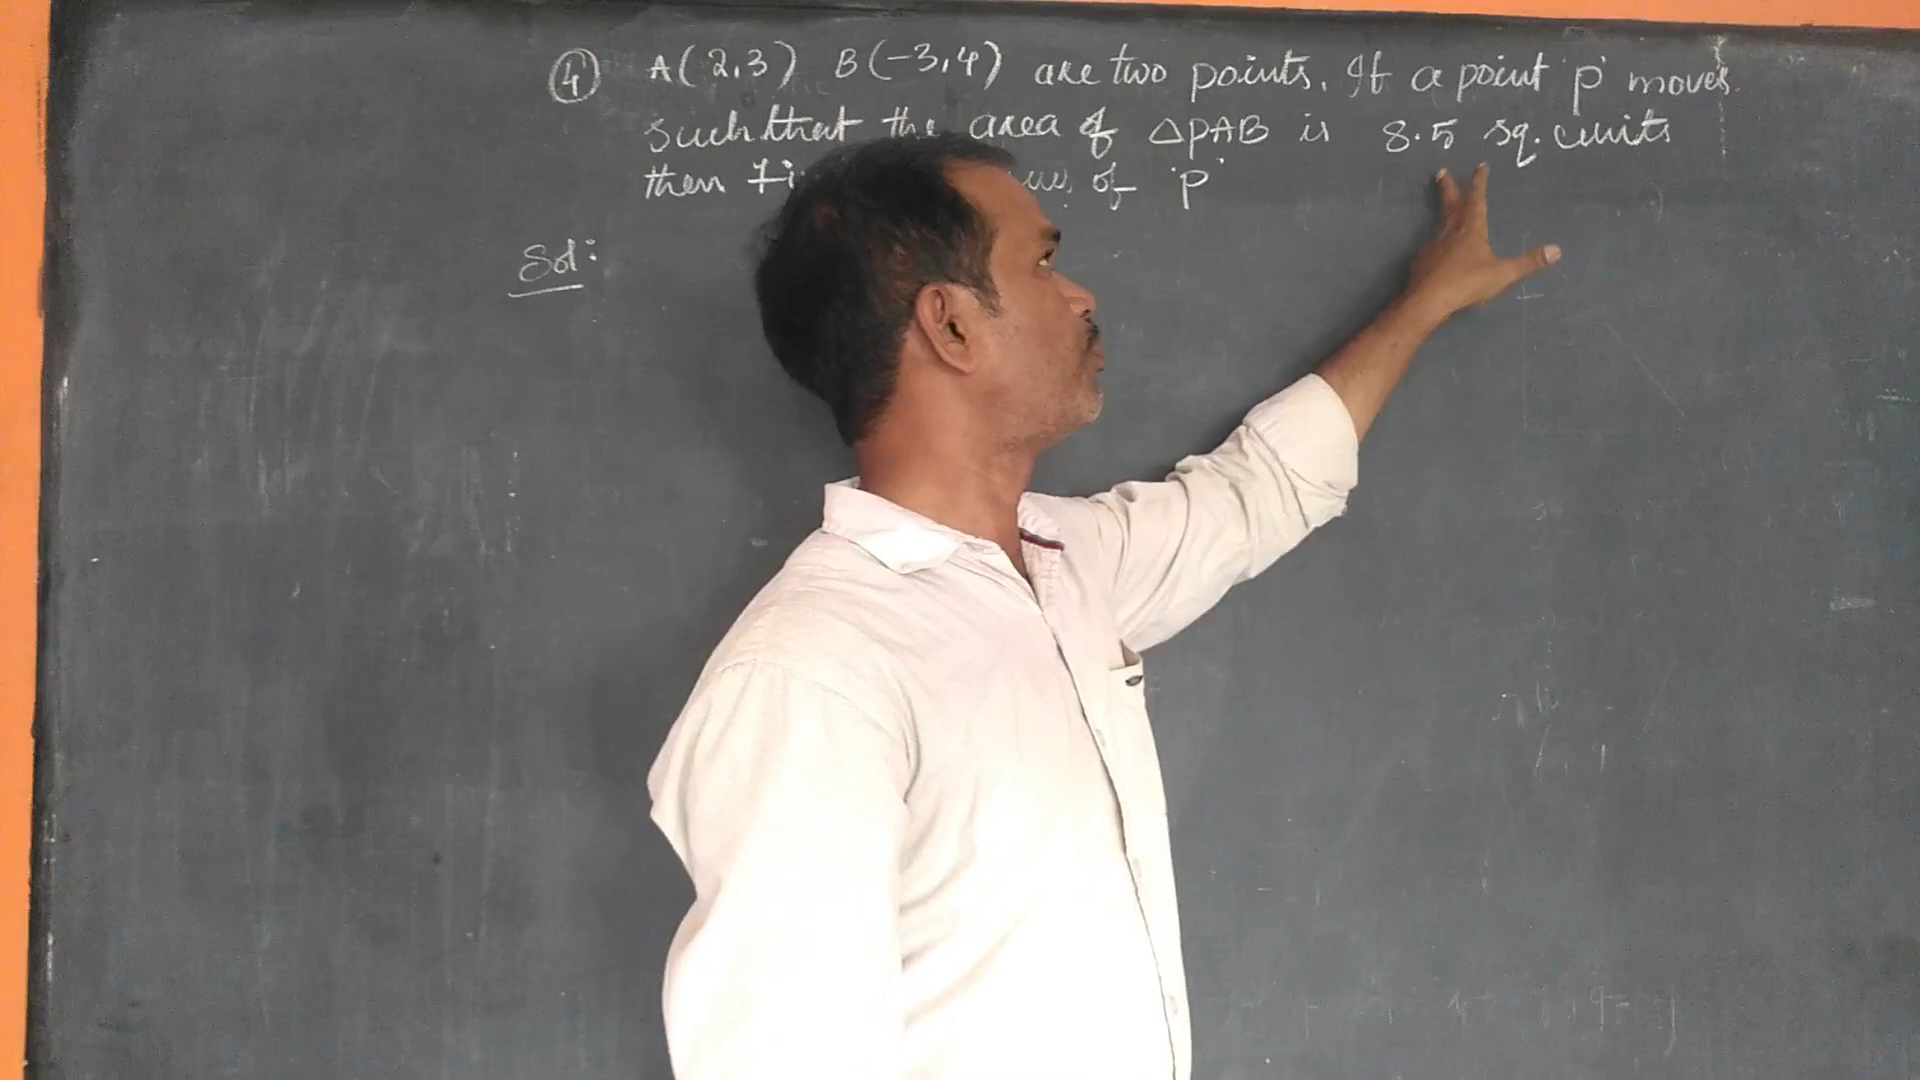 ④ A(2,3) B(-3,4) are two points. If a point 'p' moves
such that the area of △PAB is 8.5 sq. units
then of 'p'
Sol: